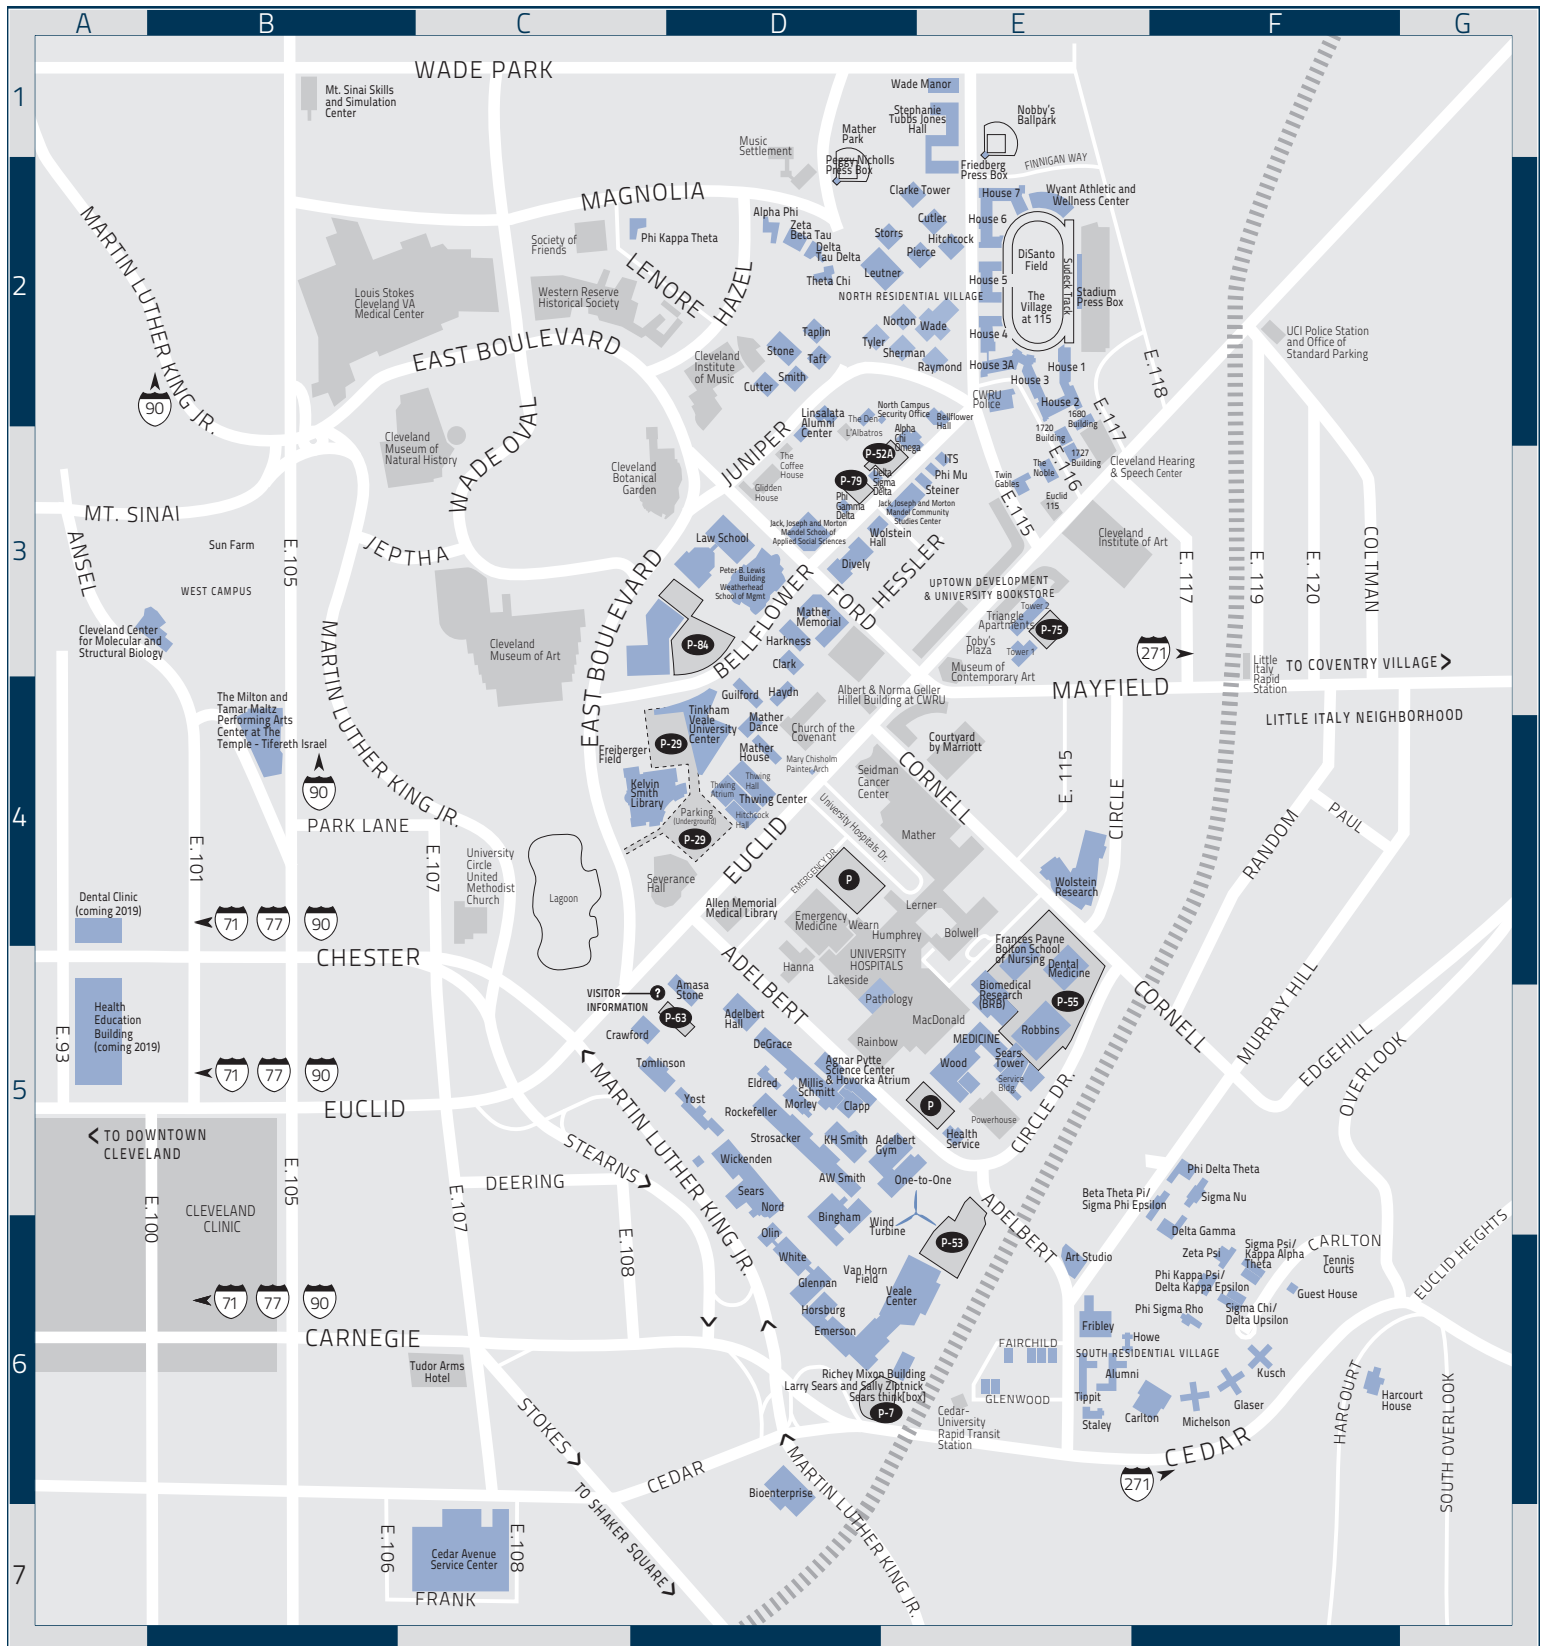 A
B
C
D
E
F
G
1
2
3
4
5
6
7
WADE PARK
Mt. Sinai Skills
and Simulation
Center
Wade Manor
Stephanie
Tubbs Jones
Hall
Nobby's
Ballpark
Mather
Park
Music
Settlement
Peggy Nicholls
Press Box
Friedberg
Press Box
FINNIGAN WAY
MAGNOLIA
Clarke Tower
House 7
Wyant Athletic and
Wellness Center
MARTIN LUTHER KING JR.
Alpha Phi
Zeta
Beta Tau
Delta
Tau Delta
Theta Chi
Cutler
House 6
Storrs
Hitchcock
Pierce
Leutner
Society of
Friends
Phi Kappa Theta
LENORE
HAZEL
DiSanto
Field
Sudeck Track
The
Village
at 115
Stadium
Press Box
House 5
NORTH RESIDENTIAL VILLAGE
Louis Stokes
Cleveland VA
Medical Center
Western Reserve
Historical Society
EAST BOULEVARD
Norton
Wade
Tyler
Sherman
Raymond
House 4
House 3A
House 3
House 1
House 2
Taplin
Stone
Taft
Smith
Cutter
Cleveland
Institute
of Music
UCI Police Station
and Office of
Standard Parking
E.118
E.117
90
CWRU
Police
1680
Building
1720
Building
1727
Building
The
Noble
E.116
Linsalata
Alumni
Center
The Den
L'Albatros
North Campus
Security Office
Bellflower
Hall
Alpha
Chi
Omega
P-52A
P-79
Delta
Sigma
Delta
Phi
Gamma
Delta
ITS
Phi Mu
Steiner
Jack, Joseph and Morton
Mandel Community
Studies Center
Twin
Gables
E.115
Euclid
115
Cleveland Hearing
& Speech Center
WADE OVAL
Cleveland
Museum of
Natural History
Cleveland
Botanical
Garden
JUNIPER
The
Coffee
House
Glidden
House
MT. SINAI
ANSEL
Sun Farm
E.105
JEPTHA
WEST CAMPUS
Law School
Jack, Joseph and Morton
Mandel School of
Applied Social Sciences
Wolstein
Hall
Dively
Cleveland
Institute of Art
Peter B. Lewis
Building
Weatherhead
School of Mgmt
BELLFLOWER
FORD
HESSLER
UPTOWN DEVELOPMENT
& UNIVERSITY BOOKSTORE
E.117
E.119
E.120
COLTMAN
Cleveland Center
for Molecular and
Structural Biology
MARTIN LUTHER KING JR.
Cleveland
Museum of Art
EAST BOULEVARD
P-84
Mather
Memorial
Harkness
Clark
Triangle
Apartments
Tower 2
P-75
Toby's
Plaza
Tower 1
Museum of
Contemporary Art
271
Little
Italy
Rapid
Station
TO COVENTRY VILLAGE
MAYFIELD
LITTLE ITALY NEIGHBORHOOD
The Milton and
Tamar Maltz
Performing Arts
Center at The
Temple - Tifereth Israel
Guilford
Haydn
Albert & Norma Geller
Hillel Building at CWRU
Tinkham
Veale
University
Center
Mather
Dance
Church of the
Covenant
Mather
House
Mary Chisholm
Painter Arch
Courtyard
by Marriott
P-29
Freiberger
Field
Kelvin
Smith
Library
Thwing
Atrium
Thwing
Hall
Thwing Center
Hitchcock
Hall
Parking
(Underground)
P-29
Seidman
Cancer
Center
CORNELL
E.115
CIRCLE
90
PARK LANE
E.101
E.107
University
Circle
United
Methodist
Church
Lagoon
Severance
Hall
EUCLID
University Hospitals Dr.
EMERGENCY DR.
P
Mather
RANDOM
PAUL
Wolstein
Research
Dental Clinic
(coming 2019)
71
77
90
Allen Memorial
Medical Library
Emergency
Medicine
Lerner
Wearn
Humphrey
Bolwell
CHESTER
ADELBERT
UNIVERSITY
HOSPITALS
Hanna
Lakeside
Pathology
MacDonald
Rainbow
Frances Payne
Bolton School
of Nursing
Dental
Medicine
Biomedical
Research
(BRB)
P-55
Robbins
CORNELL
MURRAY HILL
EDGEHILL
OVERLOOK
VISITOR
INFORMATION
?
Amasa
Stone
P-63
Crawford
Adelbert
Hall
Health
Education
Building
(coming 2019)
E.93
71
77
90
EUCLID
Tomlinson
DeGrace
Agnar Pytte
Science Center
& Hovorka Atrium
Eldred
Millis
Schmitt
Morley
Clapp
MEDICINE
Wood
Sears
Tower
Service
Bldg.
P
Powerhouse
Health
Service
CIRCLE DR.
Yost
Rockefeller
Strosacker
KH Smith
Adelbert
Gym
TO DOWNTOWN
CLEVELAND
STEARNS
MARTIN LUTHER KING JR.
Wickenden
AW Smith
One-to-One
DEERING
E.100
E.105
CLEVELAND
CLINIC
E.107
E.108
Sears
Nord
Bingham
Wind
Turbine
P-53
ADELBERT
Olin
White
Van Horn
Field
Glennan
Veale
Center
Horsburg
Emerson
Phi Delta Theta
Beta Theta Pi/
Sigma Phi Epsilon
Sigma Nu
Delta Gamma
Zeta Psi
Sigma Psi/
Kappa Alpha
Theta
CARLTON
Tennis
Courts
EUCLID HEIGHTS
Art Studio
Phi Kappa Psi/
Delta Kappa Epsilon
Guest House
Phi Sigma Rho
Sigma Chi/
Delta Upsilon
71
77
90
CARNEGIE
Tudor Arms
Hotel
Fribley
Howe
FAIRCHILD
SOUTH RESIDENTIAL VILLAGE
Alumni
Kusch
GLENWOOD
Tippit
Staley
Carlton
Michelson
Glaser
HARCOURT
Harcourt
House
SOUTH OVERLOOK
Richey Mixon Building
Larry Sears and Sally Zlotnick
Sears think[box]
P-7
Cedar-
University
Rapid Transit
Station
STOKES
CEDAR
CEDAR
271
TO SHAKER SQUARE
Bioenterprise
MARTIN LUTHER KING JR.
E.106
E.108
Cedar Avenue
Service Center
FRANK